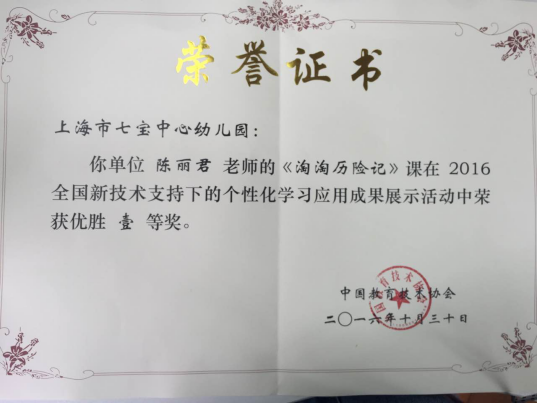 荣誉证书
上海市七宝中心幼儿园：
你单位 陈丽君 老师的《淘淘历险记》课在 2016
全国新技术支持下的个性化学习应用成果展示活动中荣
获优胜 壹 等奖。
中国教育技术协会
二〇一六年十月三十日